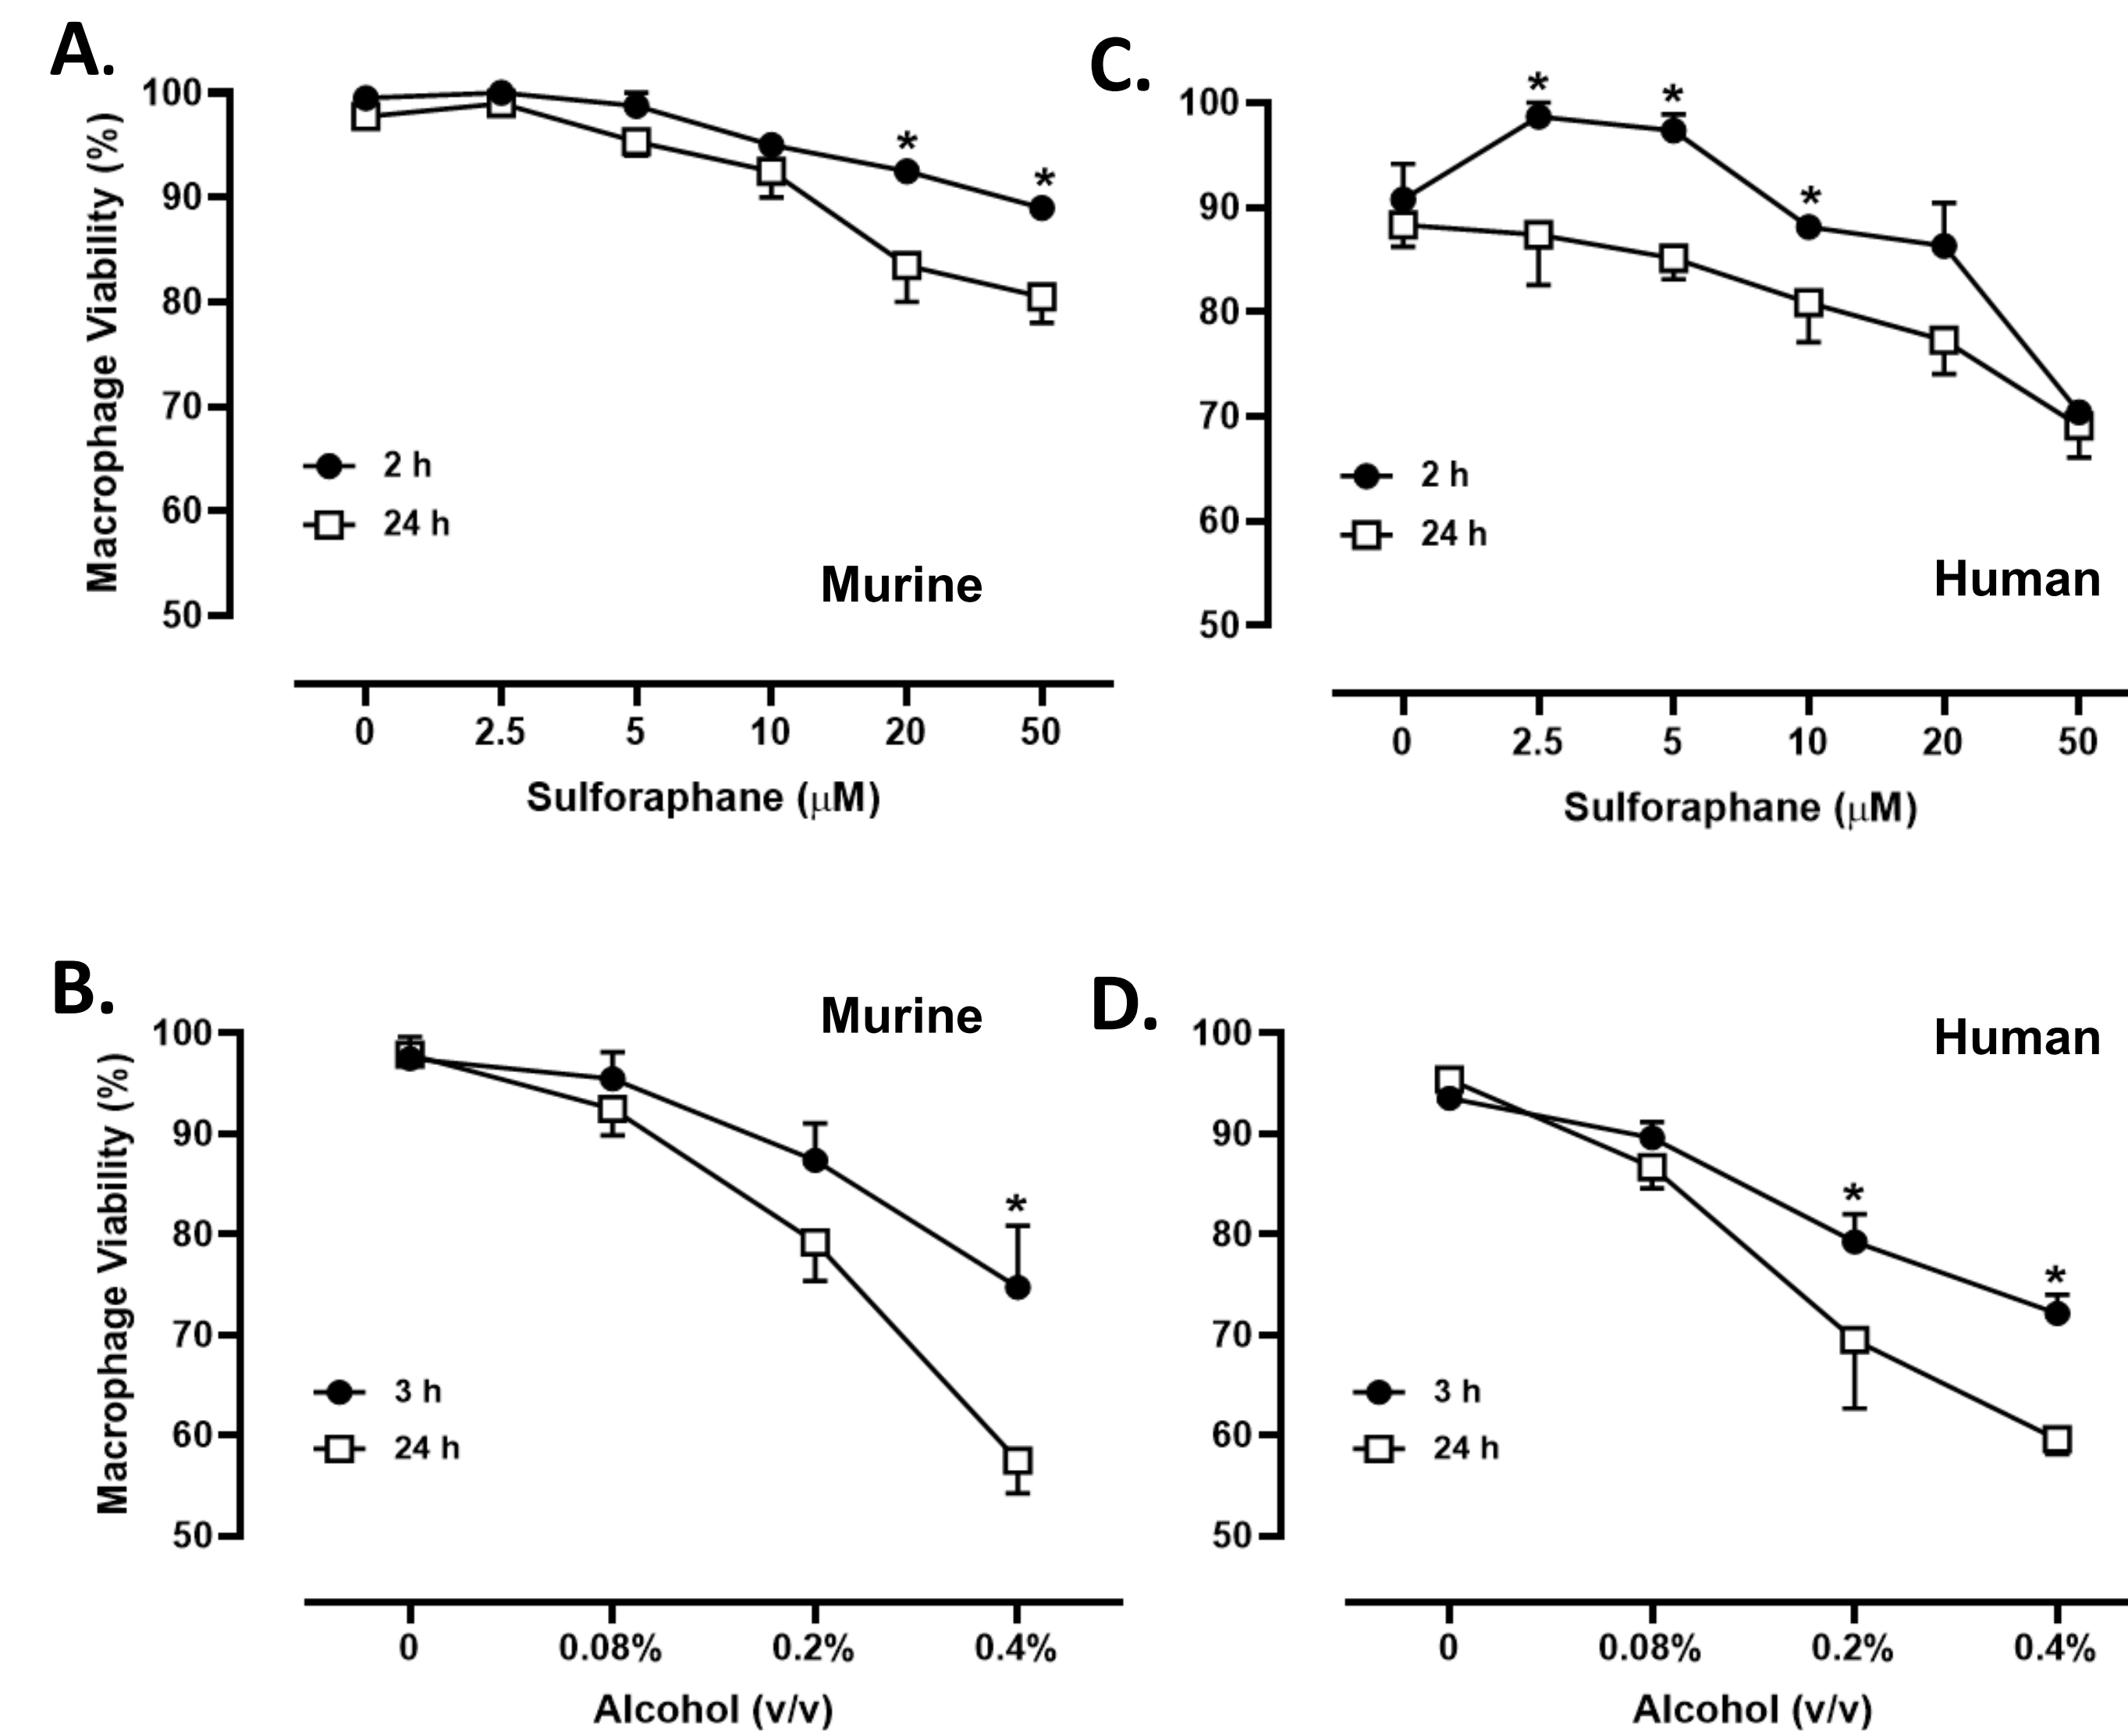 A.
Macrophage Viability (%)
100
90
80
70
60
50
*
*
2 h
24 h
Murine
0 2.5 5 10 20 50
Sulforaphane (μM)
C.
100
90
80
70
60
50
*
*
*
2 h
24 h
Human
0 2.5 5 10 20 50
Sulforaphane (μM)
B.
Murine
Macrophage Viability (%)
100
90
80
70
60
50
*
3 h
24 h
0 0.08% 0.2% 0.4%
Alcohol (v/v)
D.
Human
100
90
80
70
60
50
*
*
3 h
24 h
0 0.08% 0.2% 0.4%
Alcohol (v/v)